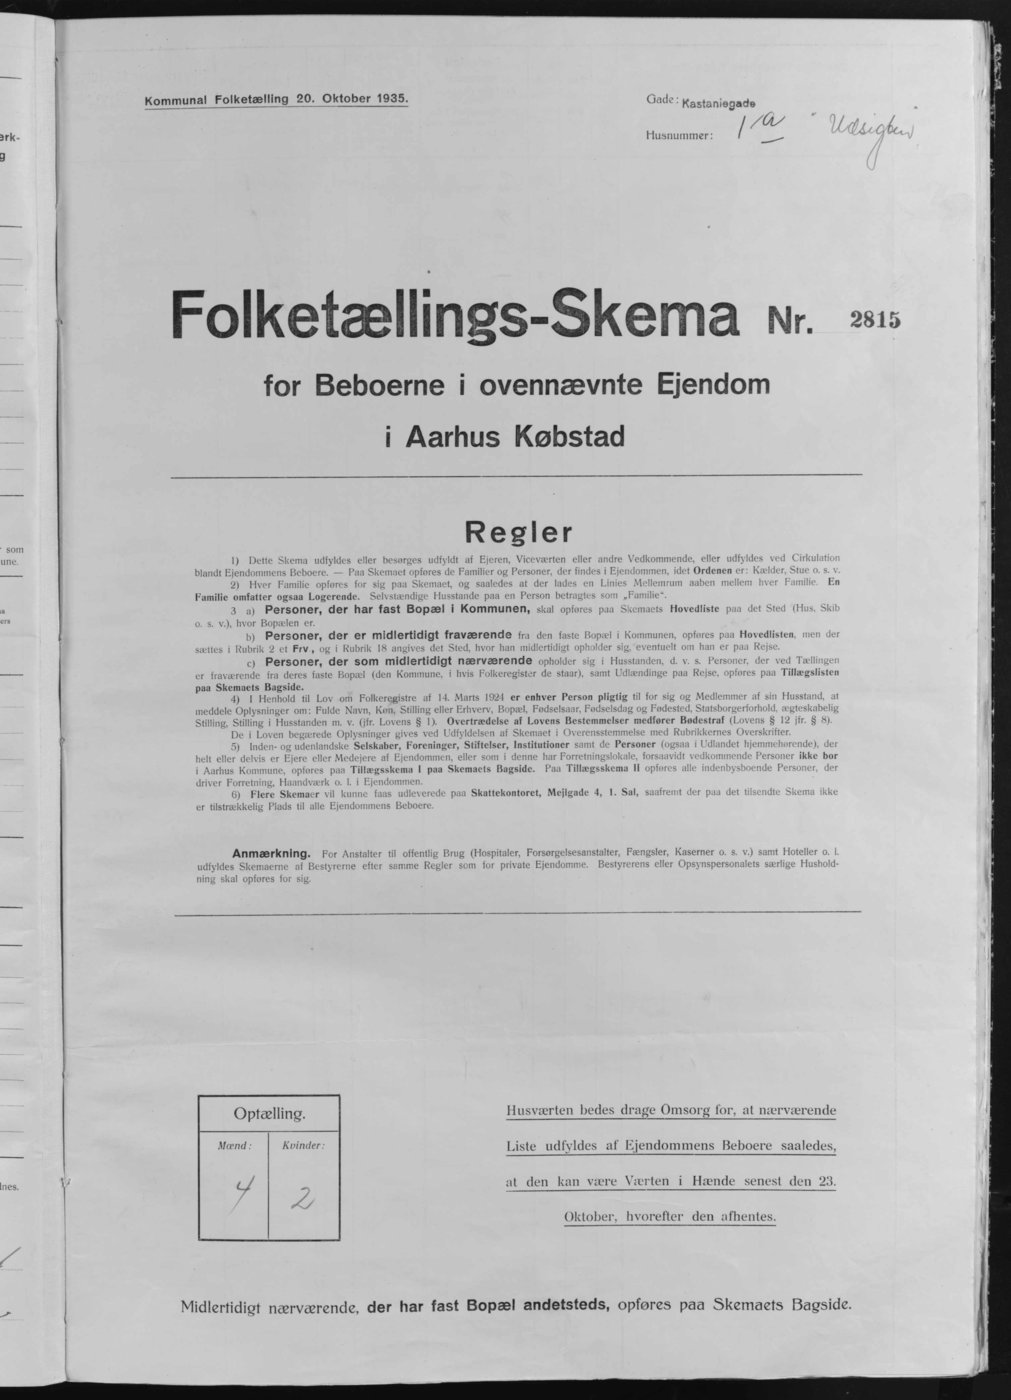 Kommunal Folketælling 20. Oktober 1935.
Gade: Kastaniegade
Husnummer: 1 a "Udsigten"
Folketællings-Skema Nr. 2815
for Beboerne i ovennævnte Ejendom
i Aarhus Købstad
Regler
1) Dette Skema udfyldes eller besørges udfyldt af Ejeren, Viceværten eller andre Vedkommende, eller udfyldes ved Cirkulation
blandt Ejendommens Beboere. — Paa Skemaet opføres de Familier og Personer, der findes i Ejendommen, idet Ordenen er: Kælder, Stue o. s. v.
2) Hver Familie opføres for sig paa Skemaet, og saaledes at der lades en Linies Mellemrum aaben mellem hver Familie. En
Familie omfatter ogsaa Logerende. Selvstændige Husstande paa en Person betragtes som „Familie“.
3 a) Personer, der har fast Bopæl i Kommunen, skal opføres paa Skemaets Hovedliste paa det Sted (Hus, Skib
o. s. v.), hvor Bopælen er.
b) Personer, der er midlertidigt fraværende fra den faste Bopæl i Kommunen, opføres paa Hovedlisten, men der
sættes i Rubrik 2 et Frv, og i Rubrik 18 angives det Sted, hvor han midlertidigt opholder sig, eventuelt om han er paa Rejse.
c) Personer, der som midlertidigt nærværende opholder sig i Husstanden, d. v. s. Personer, der ved Tællingen
er fraværende fra deres faste Bopæl (den Kommune, i hvis Folkeregister de staar), samt Udlændinge paa Rejse, opføres paa Tillægslisten
paa Skemaets Bagside.
4) I Henhold til Lov om Folkeregistre af 14. Marts 1924 er enhver Person pligtig til for sig og Medlemmer af sin Husstand, at
meddele Oplysninger om: Fulde Navn, Køn, Stilling eller Erhverv, Bopæl, Fødselsaar, Fødselsdag og Fødested, Statsborgerforhold, ægteskabelig
Stilling, Stilling i Husstanden m. v. (jfr. Lovens § 1). Overtrædelse af Lovens Bestemmelser medfører Bødestraf (Lovens § 12 jfr. § 8).
De i Loven begærede Oplysninger gives ved Udfyldelsen af Skemaet i Overensstemmelse med Rubrikkernes Overskrifter.
5) Inden- og udenlandske Selskaber, Foreninger, Stiftelser, Institutioner samt de Personer (ogsaa i Udlandet hjemmehørende), der
helt eller delvis er Ejere eller Medejere af Ejendommen, eller som i denne har Forretningslokale, forsaavidt vedkommende Personer ikke bor
i Aarhus Kommune, opføres paa Tillægsskema I paa Skemaets Bagside. Paa Tillægsskema II opføres alle indenbysboende Personer, der
driver Forretning, Haandværk o. l. i Ejendommen.
6) Flere Skemaer vil kunne faas udleverede paa Skattekontoret, Mejlgade 4, 1. Sal, saafremt der paa det tilsendte Skema ikke
er tilstrækkelig Plads til alle Ejendommens Beboere.
Anmærkning. For Anstalter til offentlig Brug (Hospitaler, Forsørgelsesanstalter, Fængsler, Kaserner o. s. v.) samt Hoteller o. l.
udfyldes Skemaerne af Bestyrerne efter samme Regler som for private Ejendomme. Bestyrerens eller Opsynspersonalets særlige Hushold-
ning skal opføres for sig.
Optælling.
Mænd: Kvinder:
4 2
Husværten bedes drage Omsorg for, at nærværende
Liste udfyldes af Ejendommens Beboere saaledes,
at den kan være Værten i Hænde senest den 23.
Oktober, hvorefter den afhentes.
Midlertidigt nærværende, der har fast Bopæl andetsteds, opføres paa Skemaets Bagside.